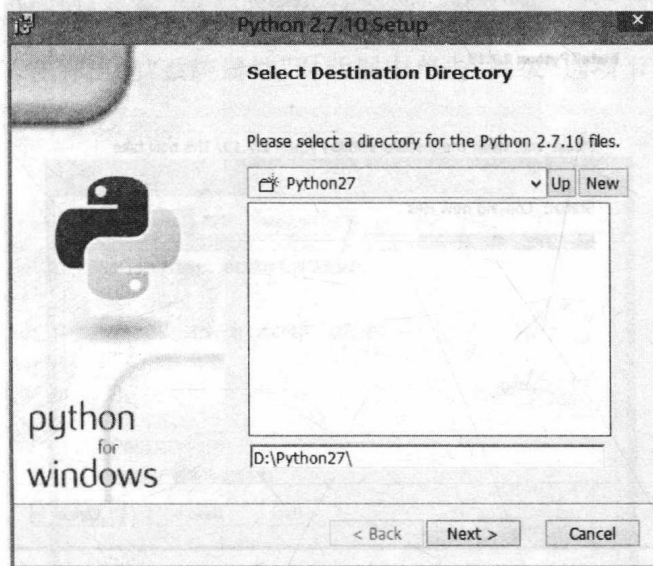 Python 2.7.10 Setup
Select Destination Directory
Please select a directory for the Python 2.7.10 files.
Python27
Up
New
python
for
windows
D:\Python27\
< Back
Next >
Cancel